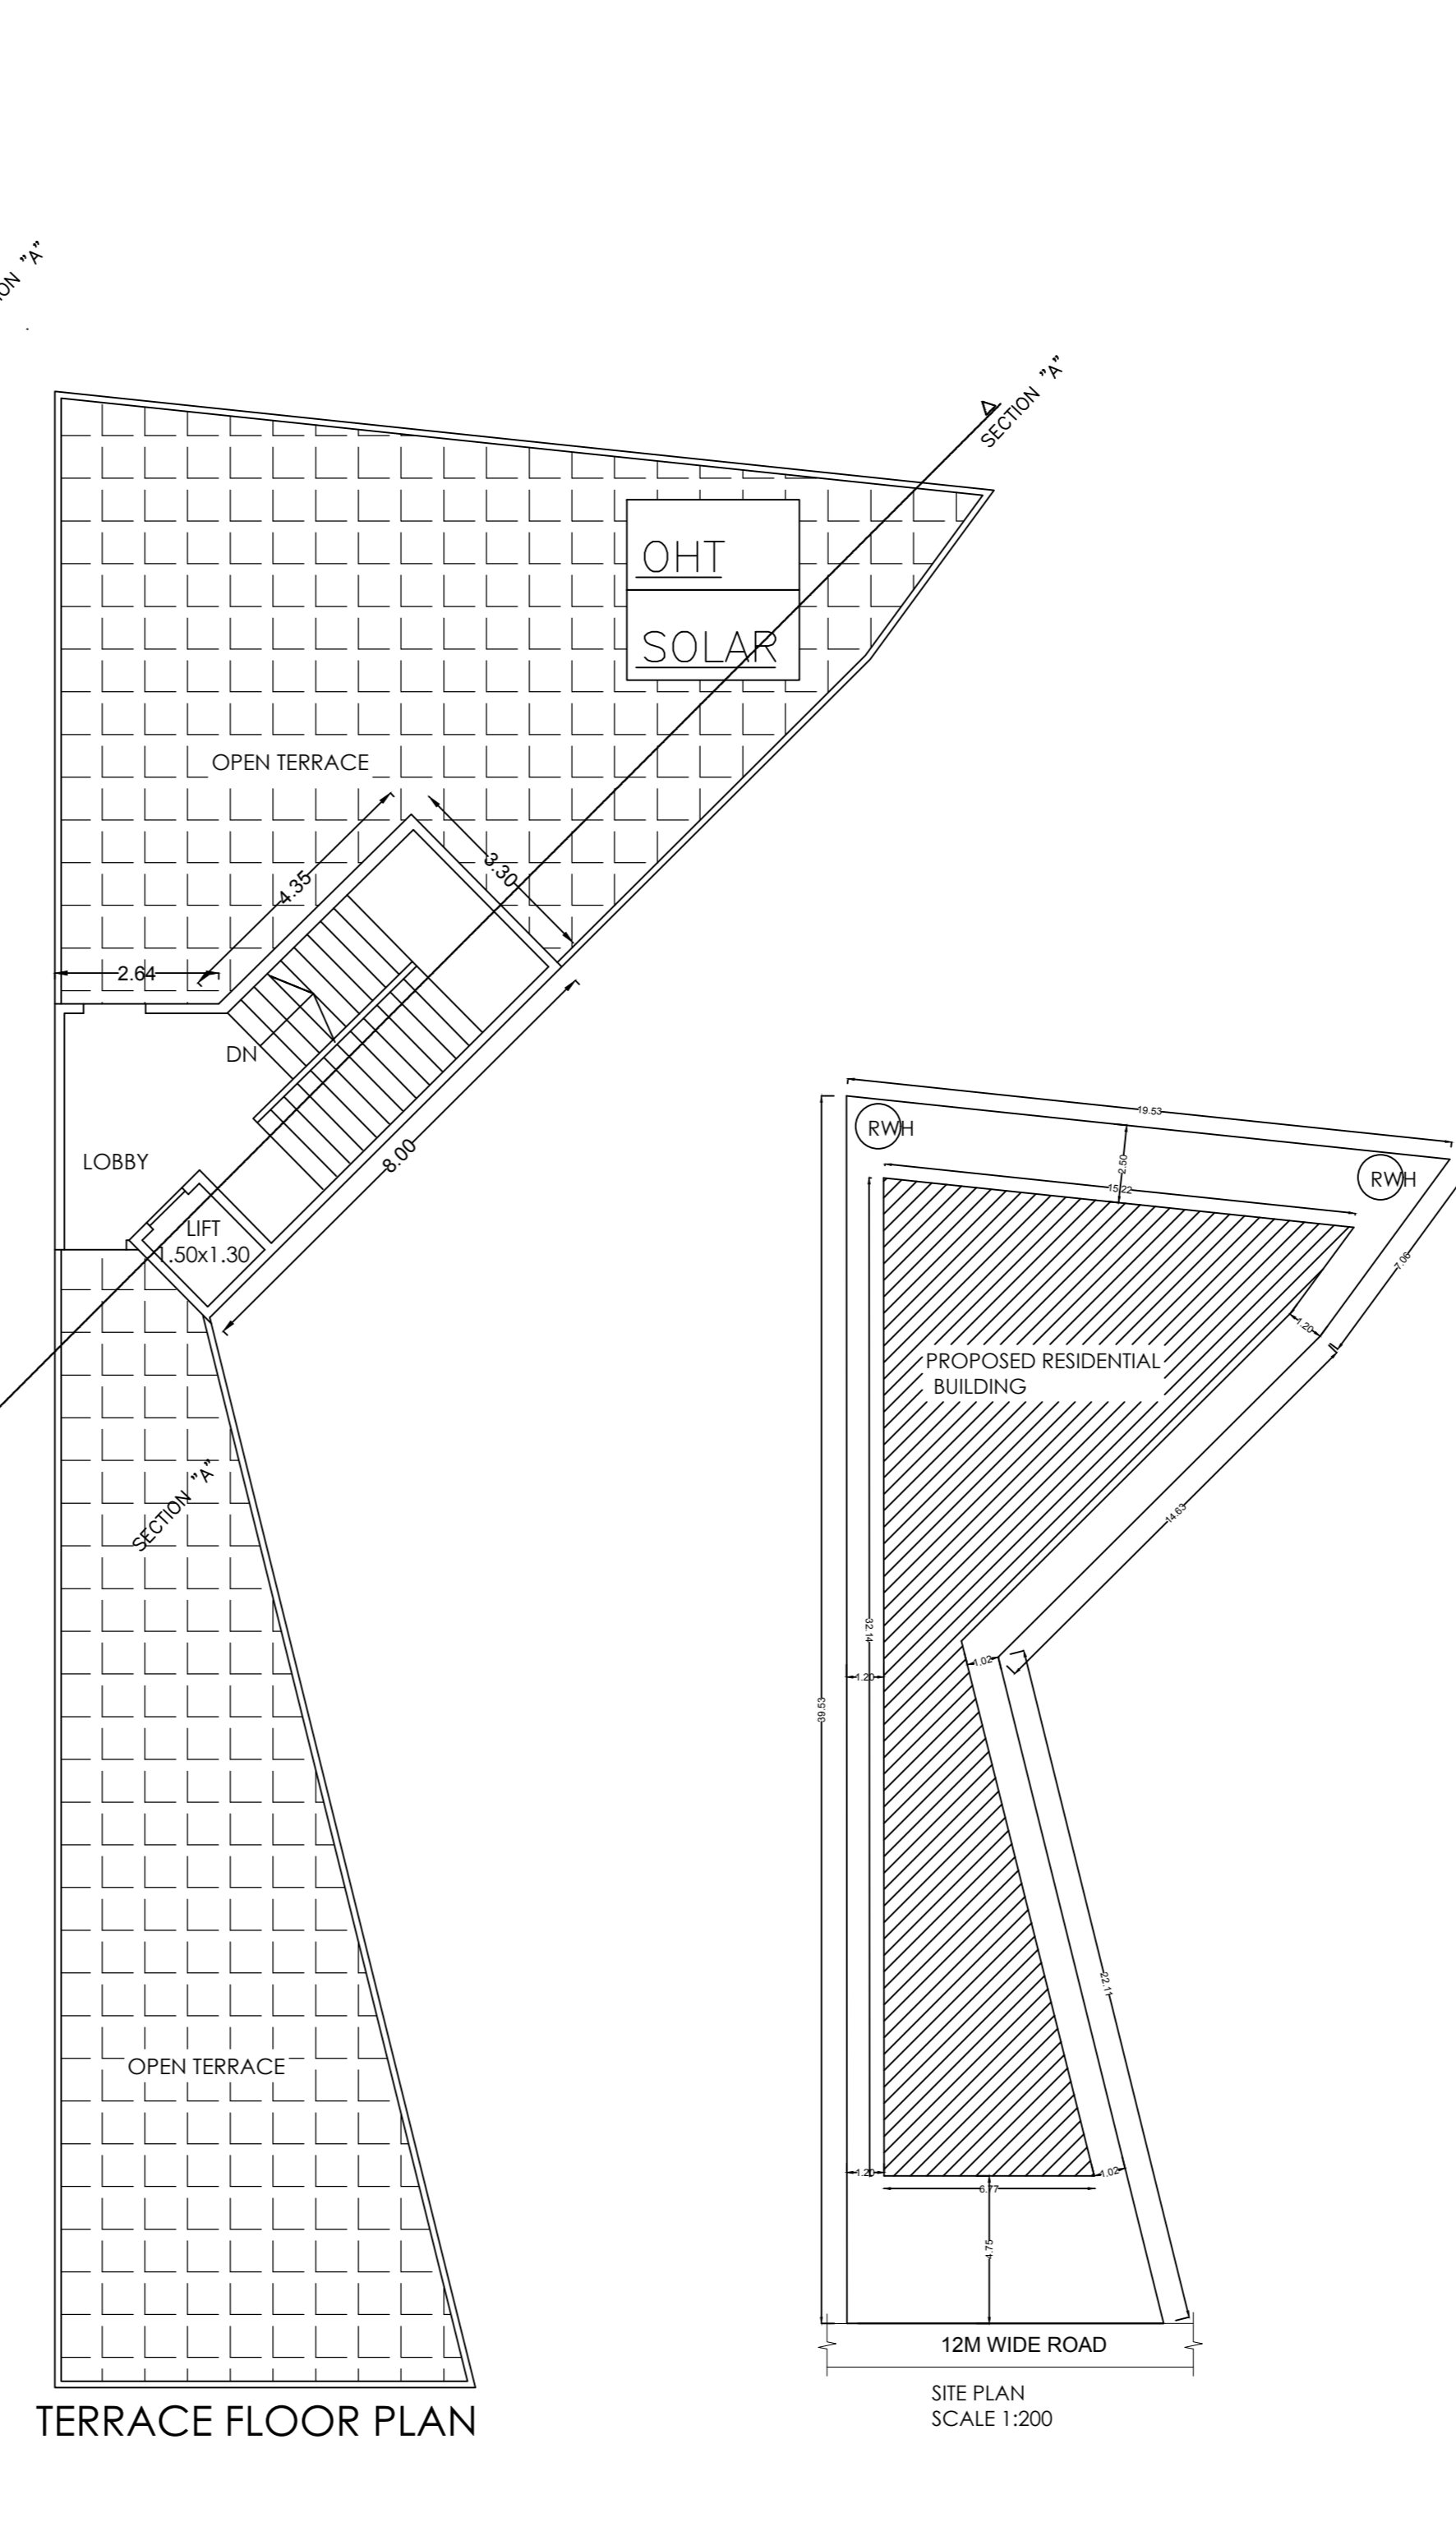 ON "A"
SECTION "A"
OHT
SOLAR
OPEN TERRACE
4.35
3.30
2.64
DN
8.00
LOBBY
LIFT
1.50x1.30
SECTION "A"
OPEN TERRACE
TERRACE FLOOR PLAN
19.53
RWH
RWH
2.50
15.22
7.06
1.20
PROPOSED RESIDENTIAL
BUILDING
14.63
32.14
1.02
1.20
39.53
22.11
1.20
1.02
6.77
4.75
12M WIDE ROAD
SITE PLAN
SCALE 1:200